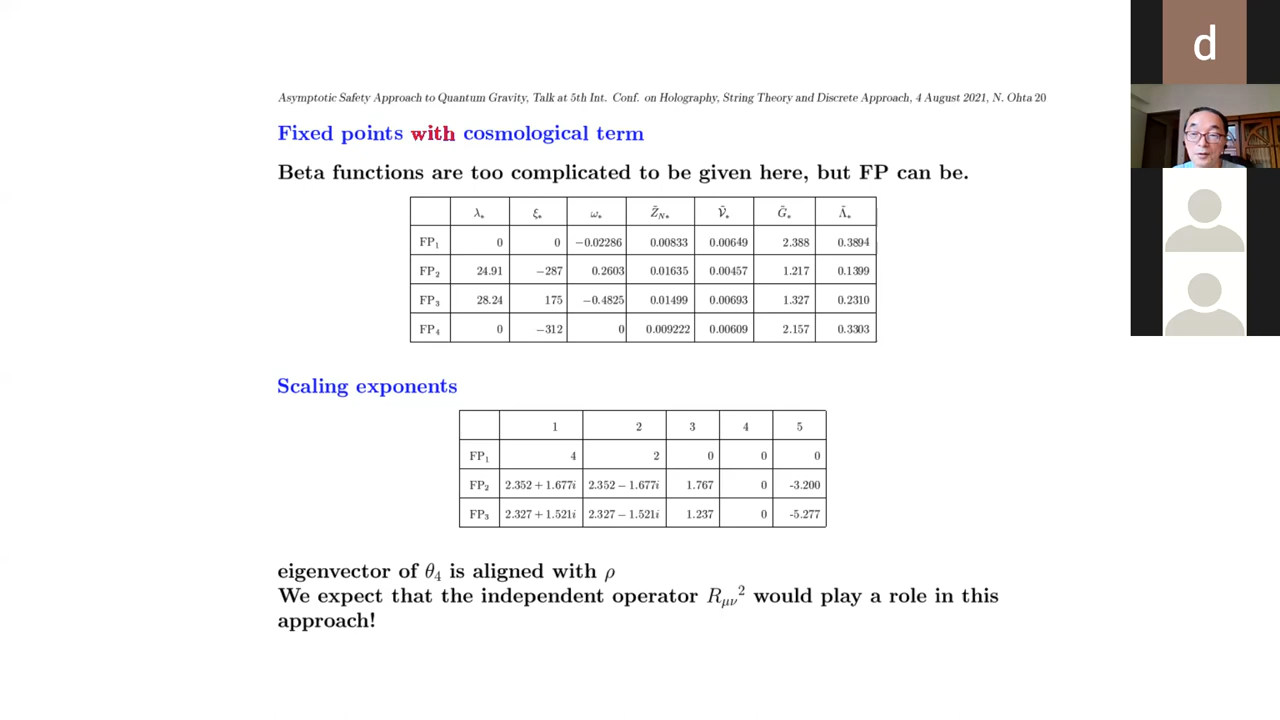 Asymptotic Safety Approach to Quantum Gravity, Talk at 5th Int. Conf. on Holography, String Theory and Discrete Approach, 4 August 2021, N. Ohta 20
d
Fixed points with cosmological term
Beta functions are too complicated to be given here, but FP can be.
λ* ξ* ω* Z̃N* Ṽ* G̃* Λ̃*
FP₁ 0 0 −0.02286 0.00833 0.00649 2.388 0.3894
FP₂ 24.91 −287 0.2603 0.01635 0.00457 1.217 0.1399
FP₃ 28.24 175 −0.4825 0.01499 0.00693 1.327 0.2310
FP₄ 0 −312 0 0.009222 0.00609 2.157 0.3303
Scaling exponents
1 2 3 4 5
FP₁ 4 2 0 0 0
FP₂ 2.352 + 1.677i 2.352 − 1.677i 1.767 0 -3.200
FP₃ 2.327 + 1.521i 2.327 − 1.521i 1.237 0 -5.277
eigenvector of θ₄ is aligned with ρ
We expect that the independent operator Rμν² would play a role in this
approach!